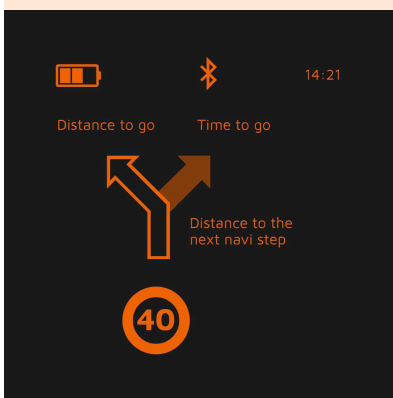 14:21
Distance to go
Time to go
Distance to the
next navi step
40